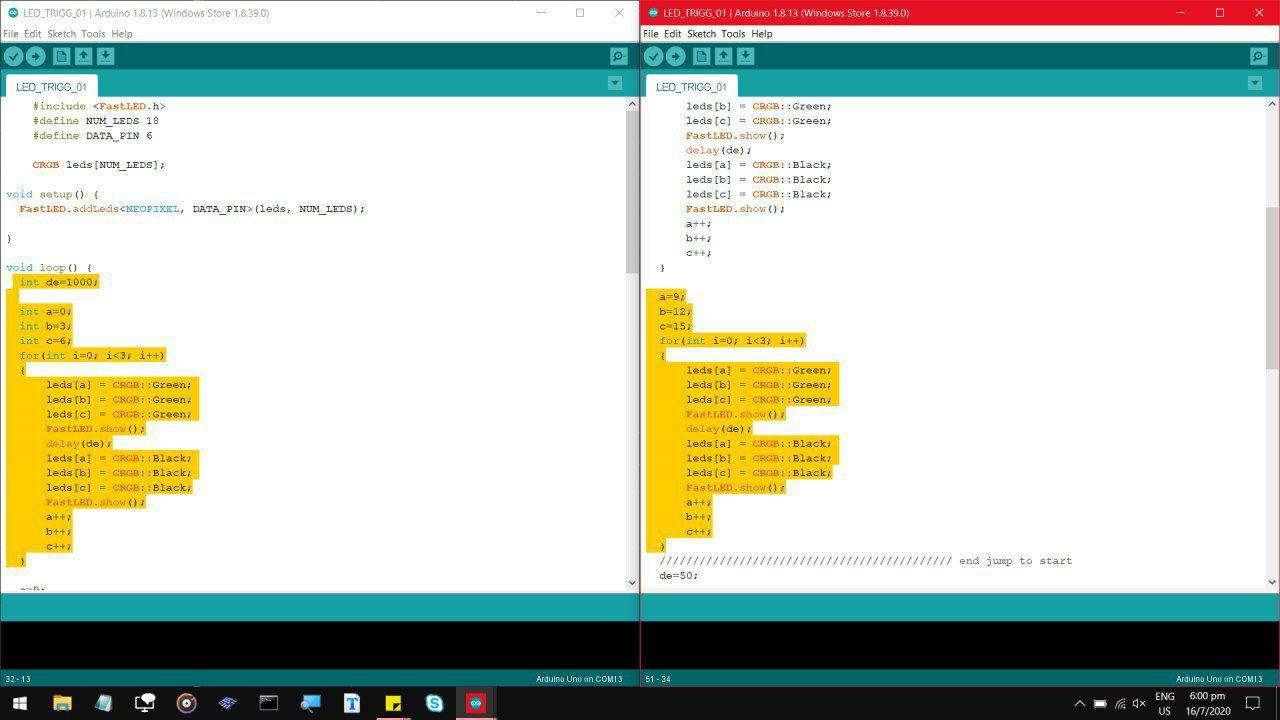 LED_TRIGG_01 | Arduino 1.8.13 (Windows Store 1.8.39.0)
File Edit Sketch Tools Help
LED_TRIGG_01
#include <FastLED.h>
#define NUM_LEDS 18
#define DATA_PIN 6
CRGB leds[NUM_LEDS];
void setup() {
FastLED.addLeds<NEOPIXEL, DATA_PIN>(leds, NUM_LEDS);
}
void loop() {
int de=1000;
int a=0;
int b=3;
int c=6;
for(int i=0; i<3; i++)
{
leds[a] = CRGB::Green;
leds[b] = CRGB::Green;
leds[c] = CRGB::Green;
FastLED.show();
delay(de);
leds[a] = CRGB::Black;
leds[b] = CRGB::Black;
leds[c] = CRGB::Black;
FastLED.show();
a++;
b++;
c++;
}
a=9;
32 - 13
Arduino Uno on COM13
LED_TRIGG_01 | Arduino 1.8.13 (Windows Store 1.8.39.0)
File Edit Sketch Tools Help
LED_TRIGG_01
leds[b] = CRGB::Green;
leds[c] = CRGB::Green;
FastLED.show();
delay(de);
leds[a] = CRGB::Black;
leds[b] = CRGB::Black;
leds[c] = CRGB::Black;
FastLED.show();
a++;
b++;
c++;
}
a=9;
b=12;
c=15;
for(int i=0; i<3; i++)
{
leds[a] = CRGB::Green;
leds[b] = CRGB::Green;
leds[c] = CRGB::Green;
FastLED.show();
delay(de);
leds[a] = CRGB::Black;
leds[b] = CRGB::Black;
leds[c] = CRGB::Black;
FastLED.show();
a++;
b++;
c++;
}
//////////////////////////////////////////// end jump to start
de=50;
51 - 34
Arduino Uno on COM13
ENG
US
6:00 pm
16/7/2020